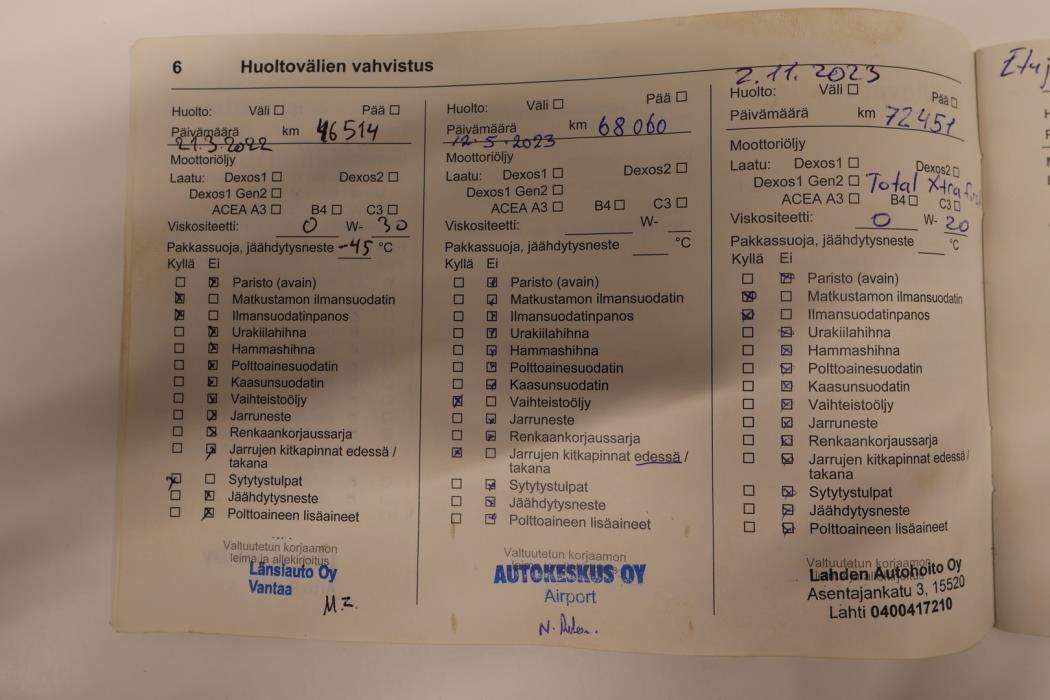 6 Huoltovälien vahvistus
Huolto: Väli ☐ Pää ☐
Päivämäärä km 46514
21.3.2022
Moottoriöljy
Laatu: Dexos1 ☐ Dexos2 ☐
Dexos1 Gen2 ☐
ACEA A3 ☐ B4 ☐ C3 ☐
Viskositeetti: 0 W- 30
Pakkassuoja, jäähdytysneste -45 °C
Kyllä Ei
☐ ☒ Paristo (avain)
☒ ☐ Matkustamon ilmansuodatin
☒ ☐ Ilmansuodatinpanos
☐ ☒ Urakiilahihna
☐ ☒ Hammashihna
☐ ☒ Polttoainesuodatin
☐ ☒ Kaasunsuodatin
☐ ☒ Vaihteistoöljy
☐ ☒ Jarruneste
☐ ☒ Renkaankorjaussarja
☐ ☒ Jarrujen kitkapinnat edessä /
takana
☒ ☐ Sytytystulpat
☐ ☒ Jäähdytysneste
☐ ☒ Polttoaineen lisäaineet
Valtuutetun korjaamon
leima ja allekirjoitus
Länsiauto Oy
Vantaa
M.Z.
Huolto: Väli ☐ Pää ☐
Päivämäärä km 68060
12.5.2023
Moottoriöljy
Laatu: Dexos1 ☐ Dexos2 ☐
Dexos1 Gen2 ☐
ACEA A3 ☐ B4 ☐ C3 ☐
Viskositeetti: W-
Pakkassuoja, jäähdytysneste °C
Kyllä Ei
☐ ☒ Paristo (avain)
☐ ☒ Matkustamon ilmansuodatin
☐ ☒ Ilmansuodatinpanos
☐ ☒ Urakiilahihna
☐ ☒ Hammashihna
☐ ☒ Polttoainesuodatin
☐ ☒ Kaasunsuodatin
☒ ☐ Vaihteistoöljy
☐ ☒ Jarruneste
☐ ☒ Renkaankorjaussarja
☒ ☐ Jarrujen kitkapinnat edessä /
takana
☐ ☒ Sytytystulpat
☐ ☒ Jäähdytysneste
☐ ☒ Polttoaineen lisäaineet
Valtuutetun korjaamon
AUTOKESKUS OY
Airport
N.
2.11.2023
Huolto: Väli ☐ Pää ☐
Päivämäärä km 72451
Moottoriöljy
Laatu: Dexos1 ☐ Dexos2 ☐
Dexos1 Gen2 ☐ Total Xtra
ACEA A3 ☐ B4 ☐ C3 ☐
Viskositeetti: 0 W- 20
Pakkassuoja, jäähdytysneste °C
Kyllä Ei
☐ ☒ Paristo (avain)
☒ ☐ Matkustamon ilmansuodatin
☒ ☐ Ilmansuodatinpanos
☐ ☒ Urakiilahihna
☐ ☒ Hammashihna
☐ ☒ Polttoainesuodatin
☐ ☒ Kaasunsuodatin
☐ ☒ Vaihteistoöljy
☐ ☒ Jarruneste
☐ ☒ Renkaankorjaussarja
☐ ☒ Jarrujen kitkapinnat edessä /
takana
☐ ☒ Sytytystulpat
☐ ☒ Jäähdytysneste
☐ ☒ Polttoaineen lisäaineet
Valtuutetun korjaamon
Lahden Autohoito Oy
Asentajankatu 3, 15520
Lahti 0400417210